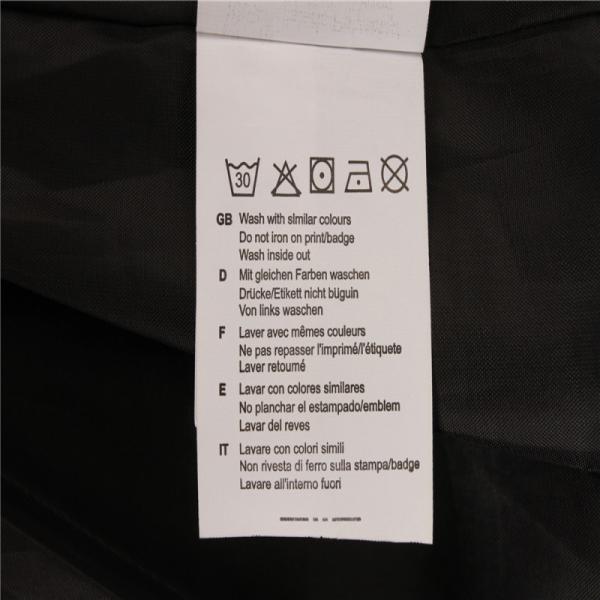 30
GB Wash with slmilar colours
Do not iron on print/badge
Wash inside out
D Mit gleichen Farben waschen
Drücke/Etikett nicht büguin
Von links waschen
F Laver avec mêmes couleurs
Ne pas repasser l'imprimé/l'étiquete
Laver retoumé
E Lavar con colores similares
No planchar el estampado/emblem
Lavar del reves
IT Lavare con colori simili
Non rivesta di ferro sulla stampa/badge
Lavare all'interno fuori